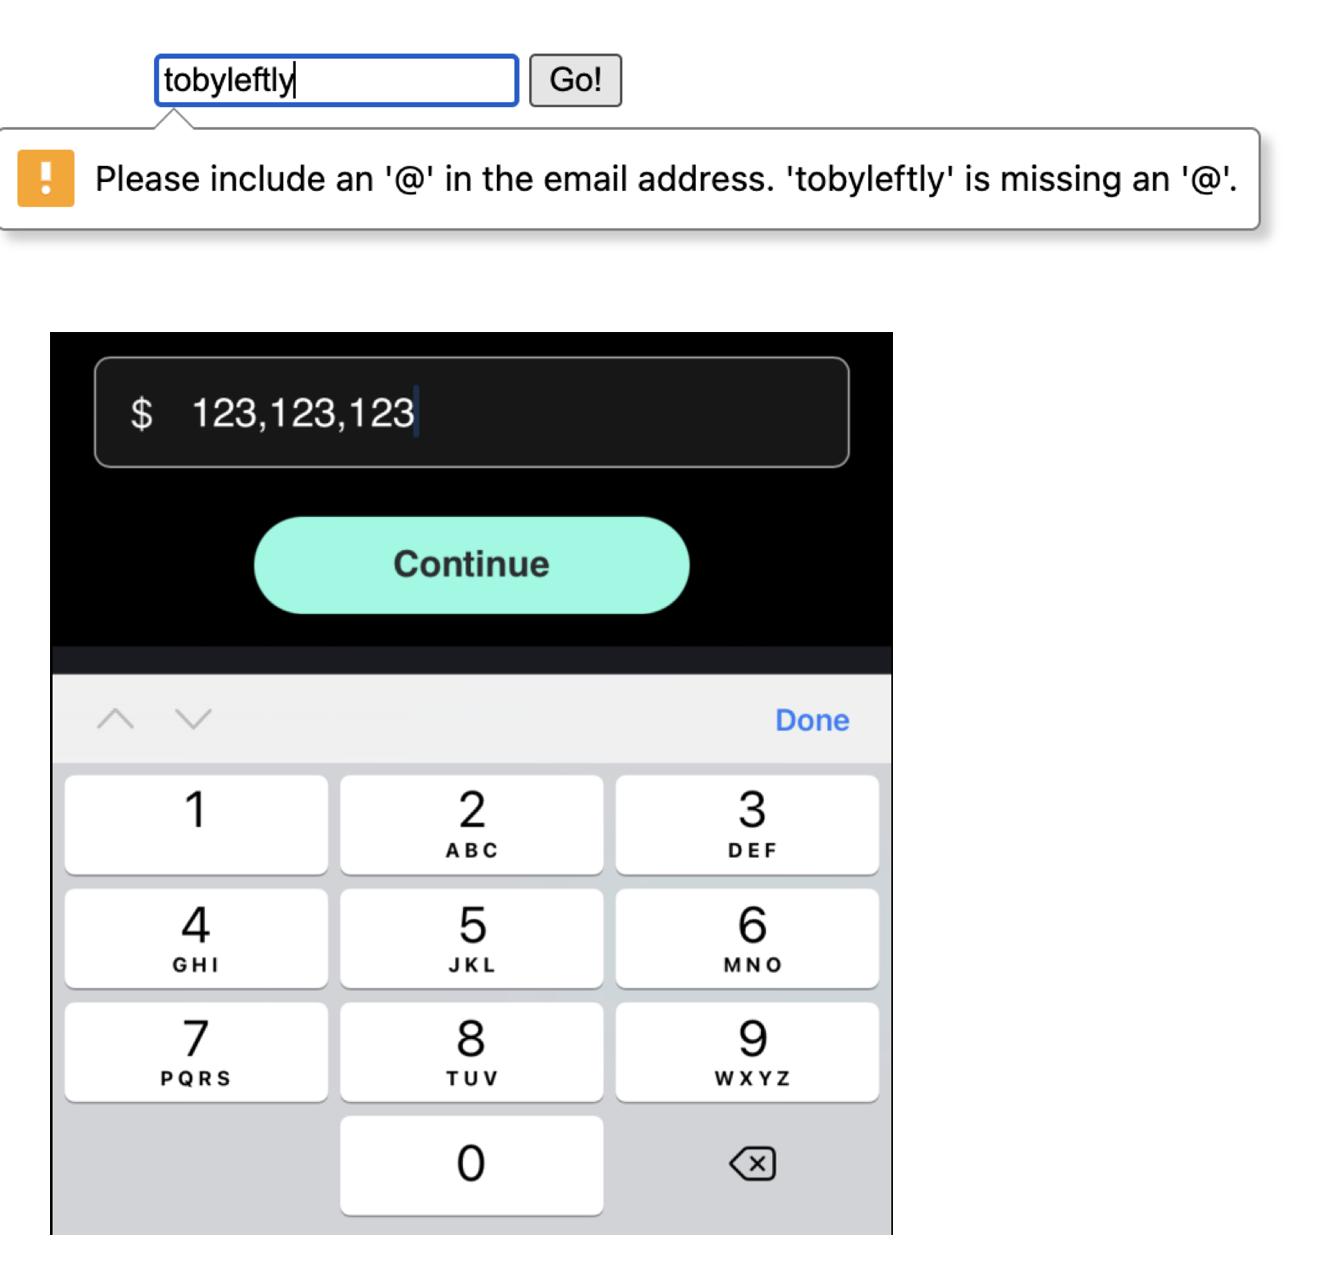 tobyleftly Go!
! Please include an '@' in the email address. 'tobyleftly' is missing an '@'.
$ 123,123,123
Continue
Done
1 2 3
ABC DEF
4 5 6
GHI JKL MNO
7 8 9
PQRS TUV WXYZ
0